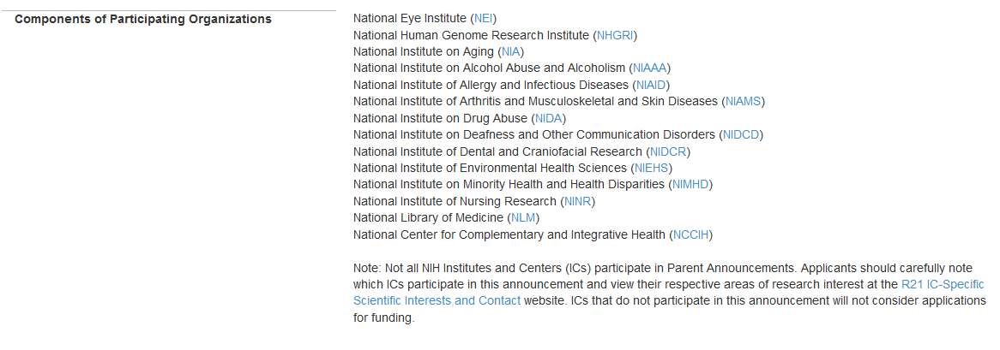 Components of Participating Organizations
National Eye Institute (NEI)
National Human Genome Research Institute (NHGRI)
National Institute on Aging (NIA)
National Institute on Alcohol Abuse and Alcoholism (NIAAA)
National Institute of Allergy and Infectious Diseases (NIAID)
National Institute of Arthritis and Musculoskeletal and Skin Diseases (NIAMS)
National Institute on Drug Abuse (NIDA)
National Institute on Deafness and Other Communication Disorders (NIDCD)
National Institute of Dental and Craniofacial Research (NIDCR)
National Institute of Environmental Health Sciences (NIEHS)
National Institute on Minority Health and Health Disparities (NIMHD)
National Institute of Nursing Research (NINR)
National Library of Medicine (NLM)
National Center for Complementary and Integrative Health (NCCIH)
Note: Not all NIH Institutes and Centers (ICs) participate in Parent Announcements. Applicants should carefully note
which ICs participate in this announcement and view their respective areas of research interest at the R21 IC-Specific
Scientific Interests and Contact website. ICs that do not participate in this announcement will not consider applications
for funding.